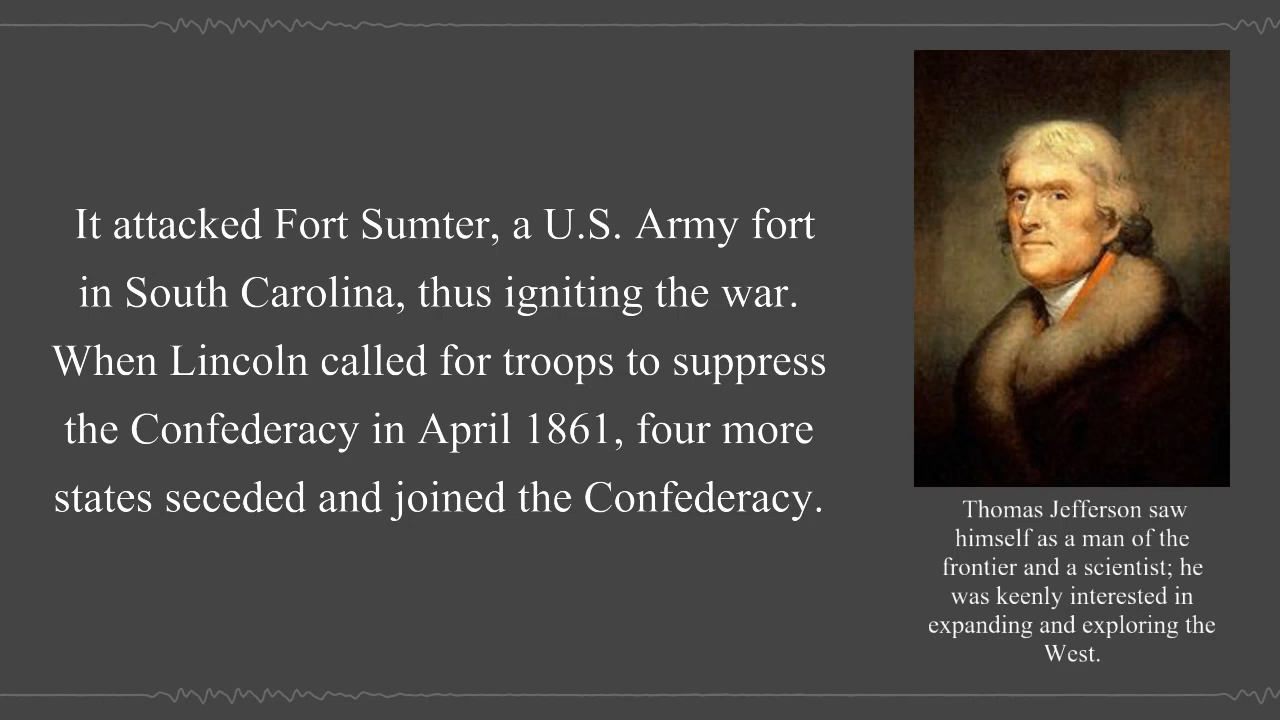 It attacked Fort Sumter, a U.S. Army fort
in South Carolina, thus igniting the war.
When Lincoln called for troops to suppress
the Confederacy in April 1861, four more
states seceded and joined the Confederacy.
Thomas Jefferson saw
himself as a man of the
frontier and a scientist; he
was keenly interested in
expanding and exploring the
West.